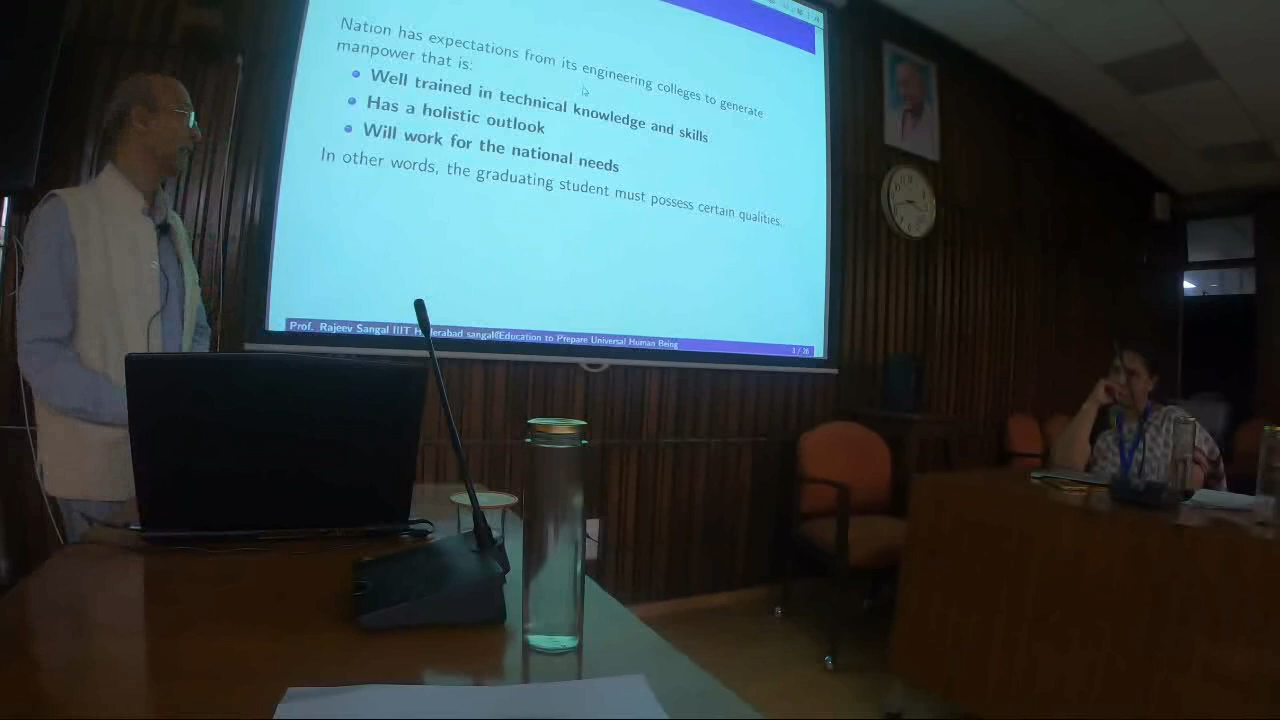 Nation has expectations from its engineering colleges to generate
manpower that is:
Well trained in technical knowledge and skills
Has a holistic outlook
Will work for the national needs
In other words, the graduating student must possess certain qualities.
Prof. Rajeev Sangal IIIT Hyderabad sangal@ Education to Prepare Universal Human Being
3 / 26